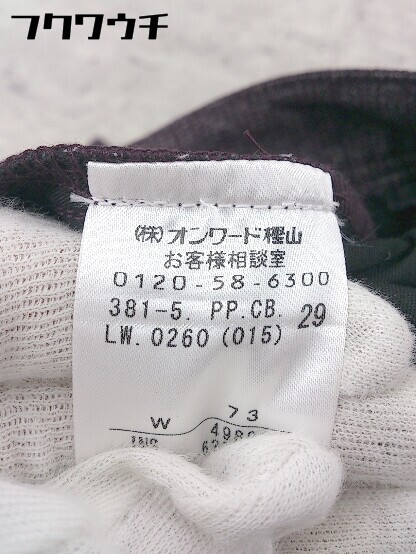 フクワウチ
(株)オンワード樫山
お客様相談室
0120-58-6300
381-5. PP.CB. 29
LW.0260(015)
W 73